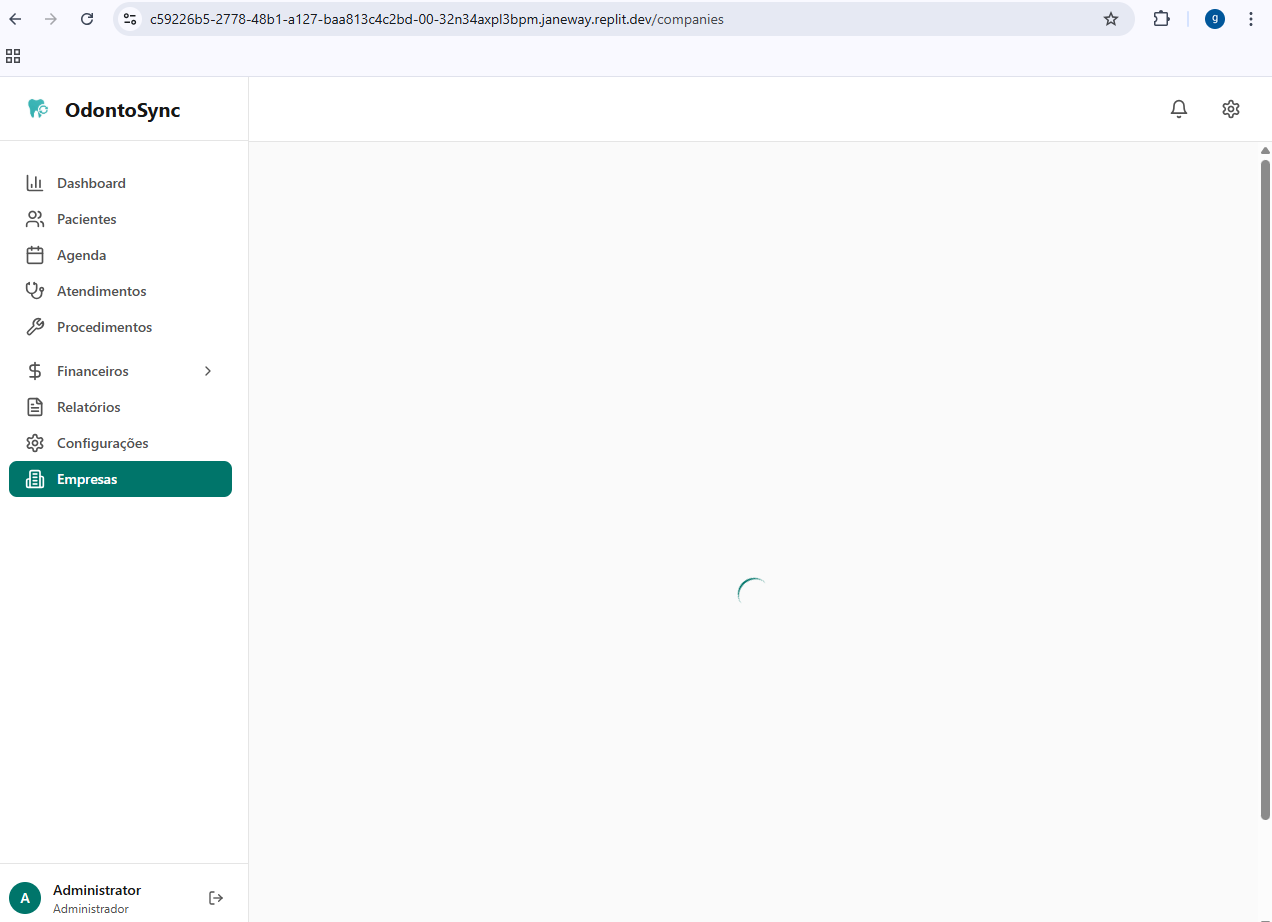 c59226b5-2778-48b1-a127-baa813c4c2bd-00-32n34axpl3bpm.janeway.replit.dev/companies
g
OdontoSync
Dashboard
Pacientes
Agenda
Atendimentos
Procedimentos
Financeiros
Relatórios
Configurações
Empresas
A
Administrator
Administrador